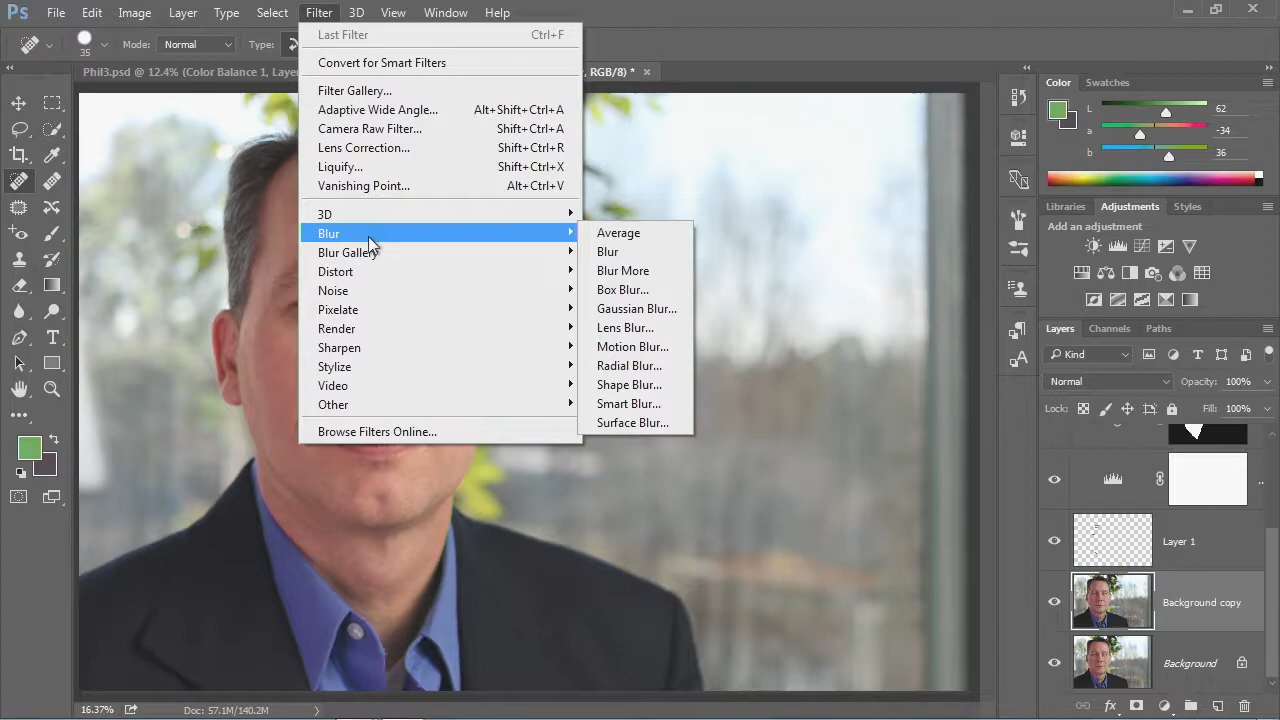 Ps File Edit Image Layer Type Select Filter 3D View Window Help
35 Mode: Normal Type:
Phil3.psd @ 12.4% (Color Balance 1, Laye , RGB/8) * ×
Last Filter Ctrl+F
Convert for Smart Filters
Filter Gallery...
Adaptive Wide Angle... Alt+Shift+Ctrl+A
Camera Raw Filter... Shift+Ctrl+A
Lens Correction... Shift+Ctrl+R
Liquify... Shift+Ctrl+X
Vanishing Point... Alt+Ctrl+V
3D
Blur
Blur Gallery
Distort
Noise
Pixelate
Render
Sharpen
Stylize
Video
Other
Browse Filters Online...
Average
Blur
Blur More
Box Blur...
Gaussian Blur...
Lens Blur...
Motion Blur...
Radial Blur...
Shape Blur...
Smart Blur...
Surface Blur...
Color Swatches
L 62
a -34
b 36
Libraries Adjustments Styles
Add an adjustment
Layers Channels Paths
Kind
Normal Opacity: 100%
Lock: Fill: 100%
Layer 1
Background copy
Background
fx
16.37% Doc: 57.1M/140.2M